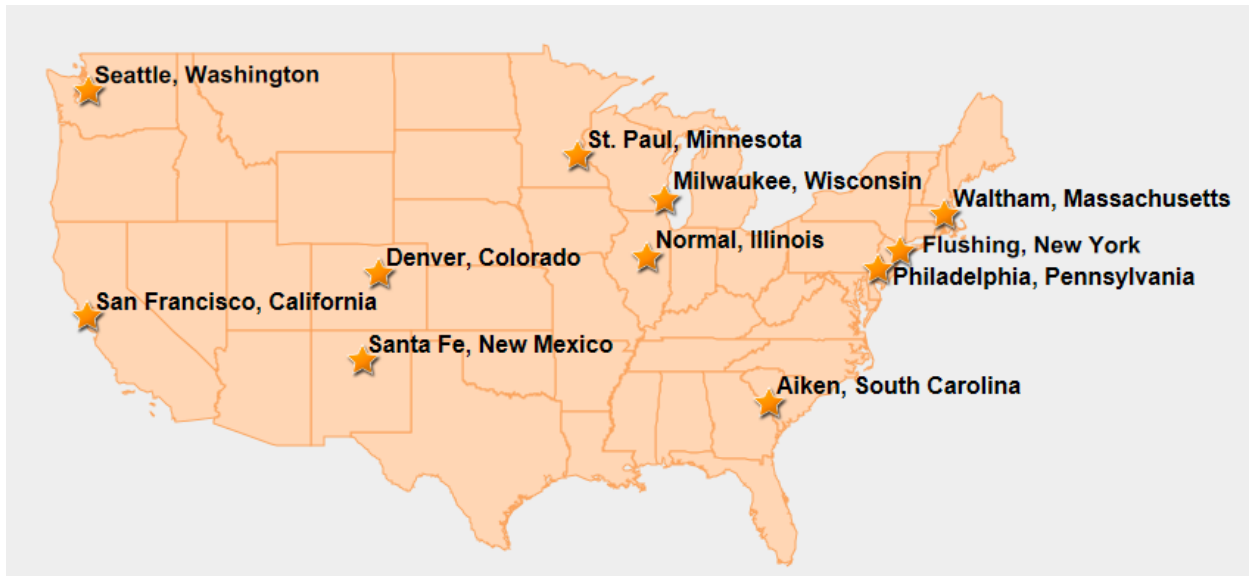 Seattle, Washington
St. Paul, Minnesota
Milwaukee, Wisconsin
Waltham, Massachusetts
Normal, Illinois
Flushing, New York
Denver, Colorado
Philadelphia, Pennsylvania
San Francisco, California
Santa Fe, New Mexico
Aiken, South Carolina